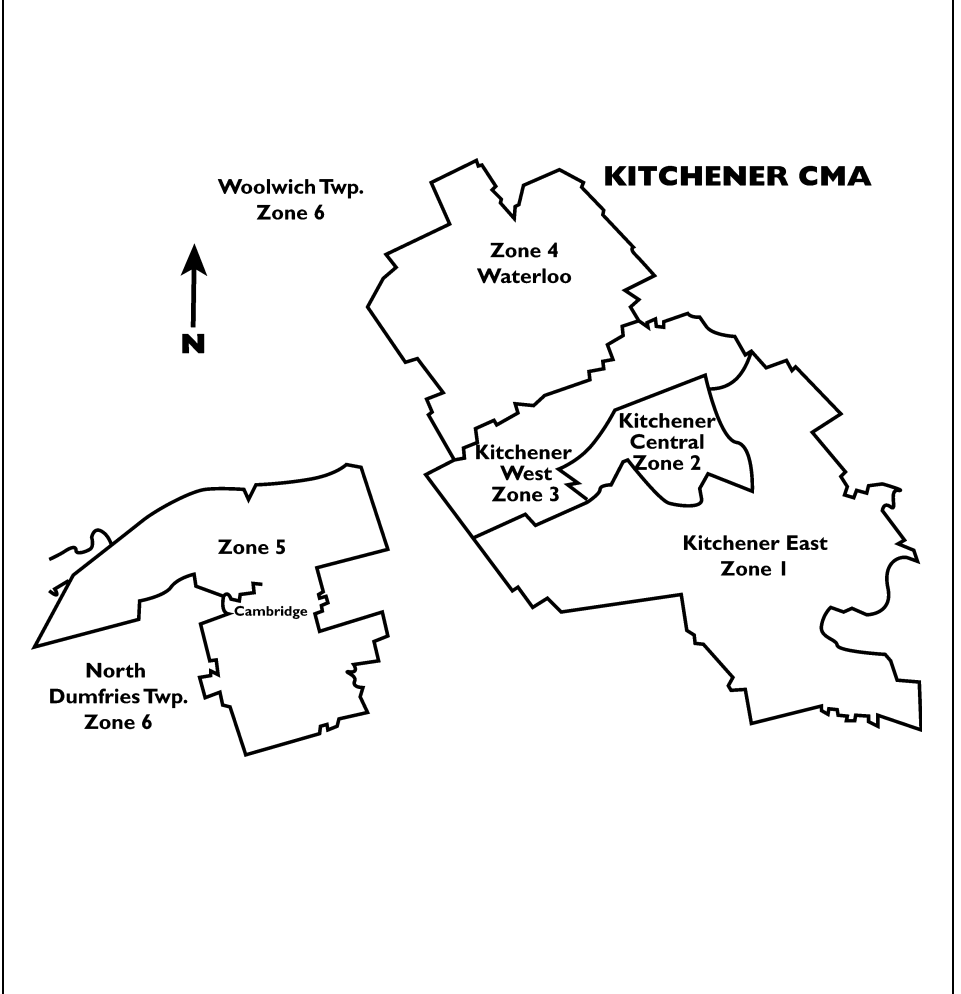 KITCHENER CMA
Woolwich Twp.
Zone 6
Zone 4
Waterloo
N
Kitchener
Central
Zone 2
Kitchener
West
Zone 3
Kitchener East
Zone 1
Zone 5
Cambridge
North
Dumfries Twp.
Zone 6